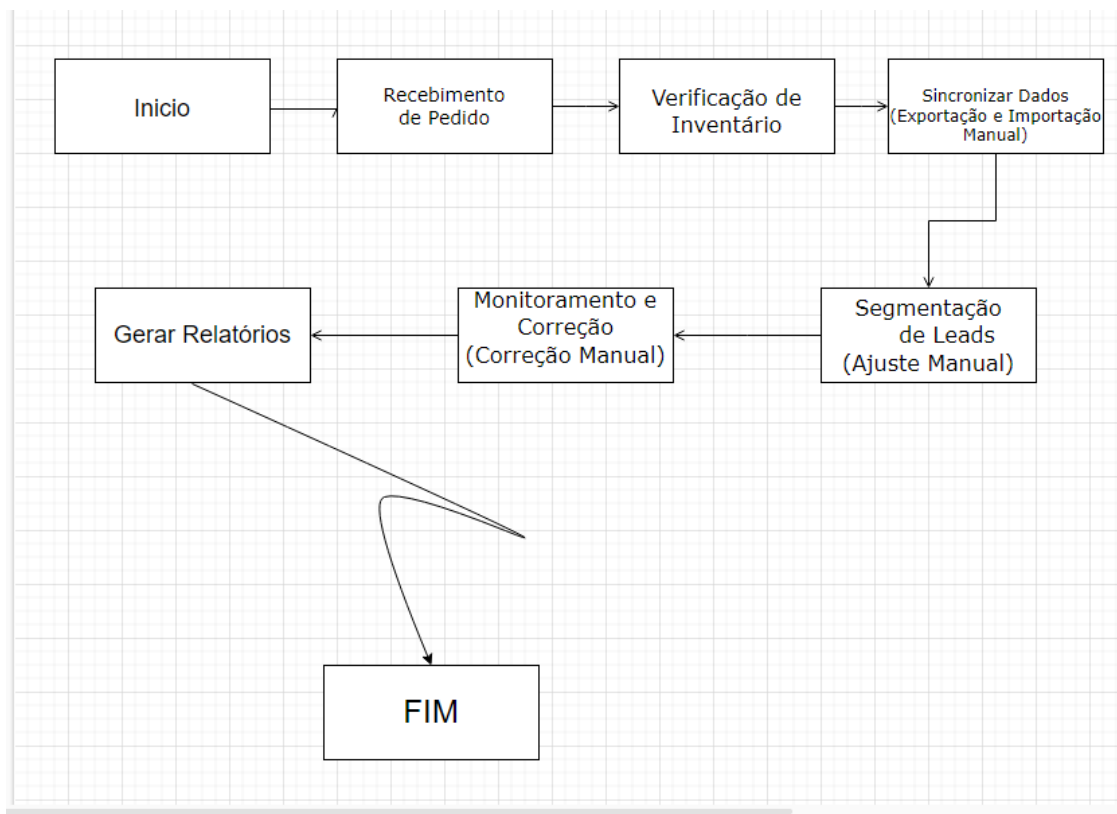 Inicio
Recebimento
de Pedido
Verificação de
Inventário
Sincronizar Dados
(Exportação e Importação
Manual)
Segmentação
de Leads
(Ajuste Manual)
Monitoramento e
Correção
(Correção Manual)
Gerar Relatórios
FIM